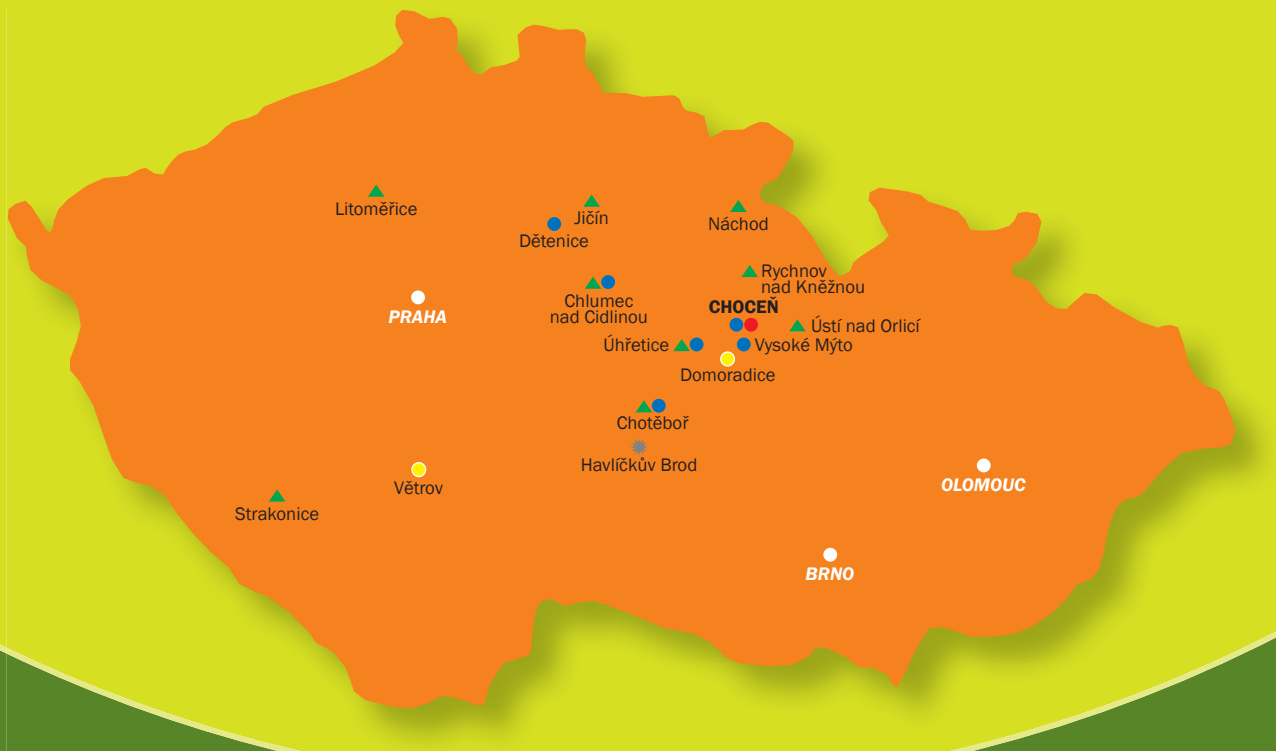 Litoměřice
Jičín
Dětenice
Náchod
Rychnov
nad Kněžnou
Chlumec
nad Cidlinou
PRAHA
CHOCEŇ
Ústí nad Orlicí
Úhřetice
Vysoké Mýto
Domoradice
Chotěboř
Havlíčkův Brod
Větrov
Strakonice
OLOMOUC
BRNO